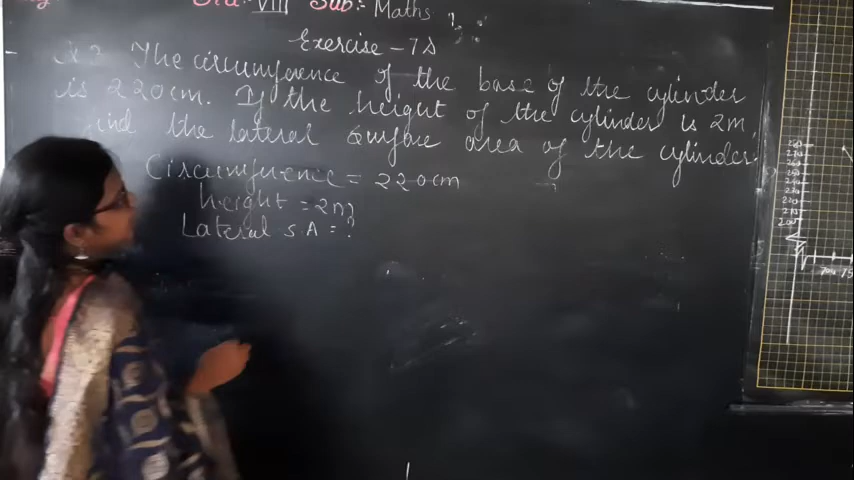 Std:- VIII Sub:- Maths
Exercise - 7A
The circumference of the base of the cylinder
is 220cm. If the height of the cylinder is 2m,
find the lateral surface area of the cylinder.
Circumference = 220cm
height = 2m
Lateral S.A = ?